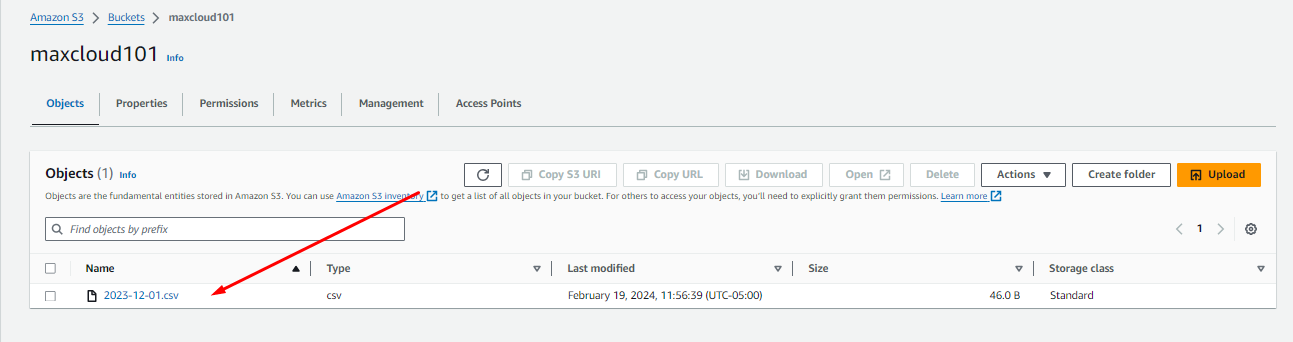 Amazon S3 > Buckets > maxcloud101
maxcloud101 Info
Objects Properties Permissions Metrics Management Access Points
Objects (1) Info
Copy S3 URI Copy URL Download Open Delete Actions Create folder Upload
Objects are the fundamental entities stored in Amazon S3. You can use Amazon S3 inventory to get a list of all objects in your bucket. For others to access your objects, you'll need to explicitly grant them permissions. Learn more
Find objects by prefix
1
Name Type Last modified Size Storage class
2023-12-01.csv csv February 19, 2024, 11:56:39 (UTC-05:00) 46.0 B Standard